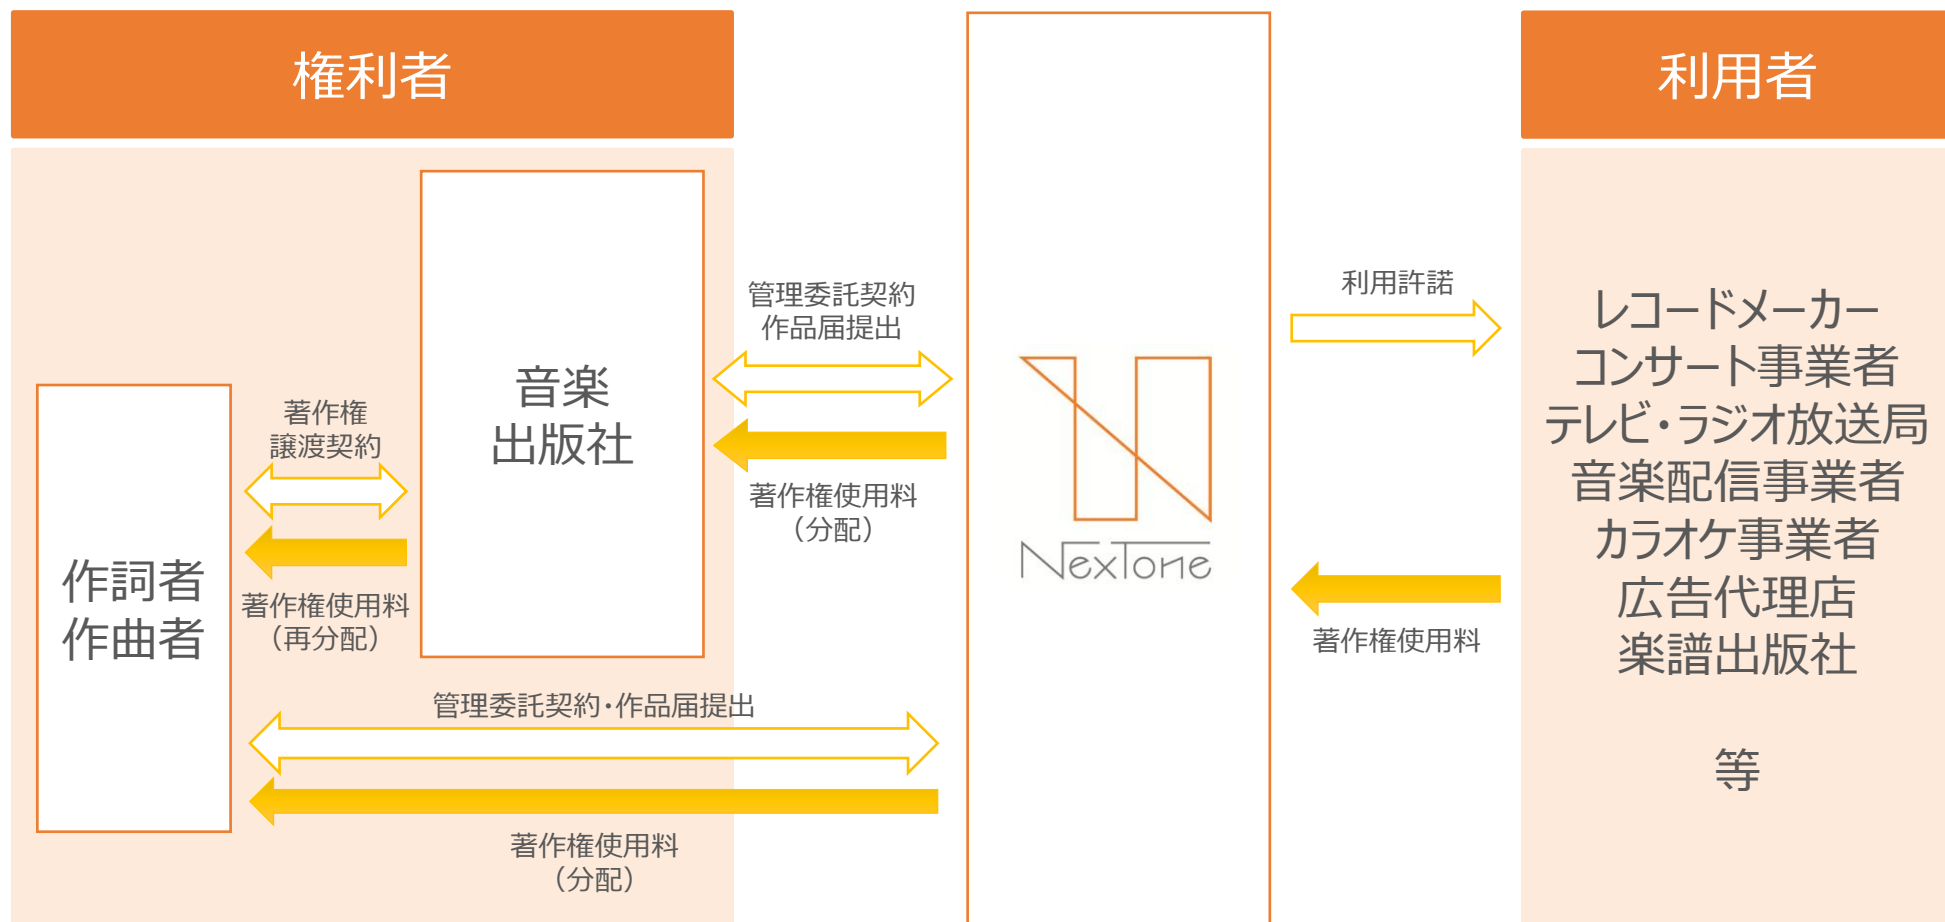 権利者
利用者
管理委託契約
作品届提出
利用許諾
音楽
出版社
著作権
譲渡契約
著作権使用料
（分配）
NexTone
作詞者
作曲者
著作権使用料
（再分配）
著作権使用料
管理委託契約・作品届提出
著作権使用料
（分配）
レコードメーカー
コンサート事業者
テレビ・ラジオ放送局
音楽配信事業者
カラオケ事業者
広告代理店
楽譜出版社
等